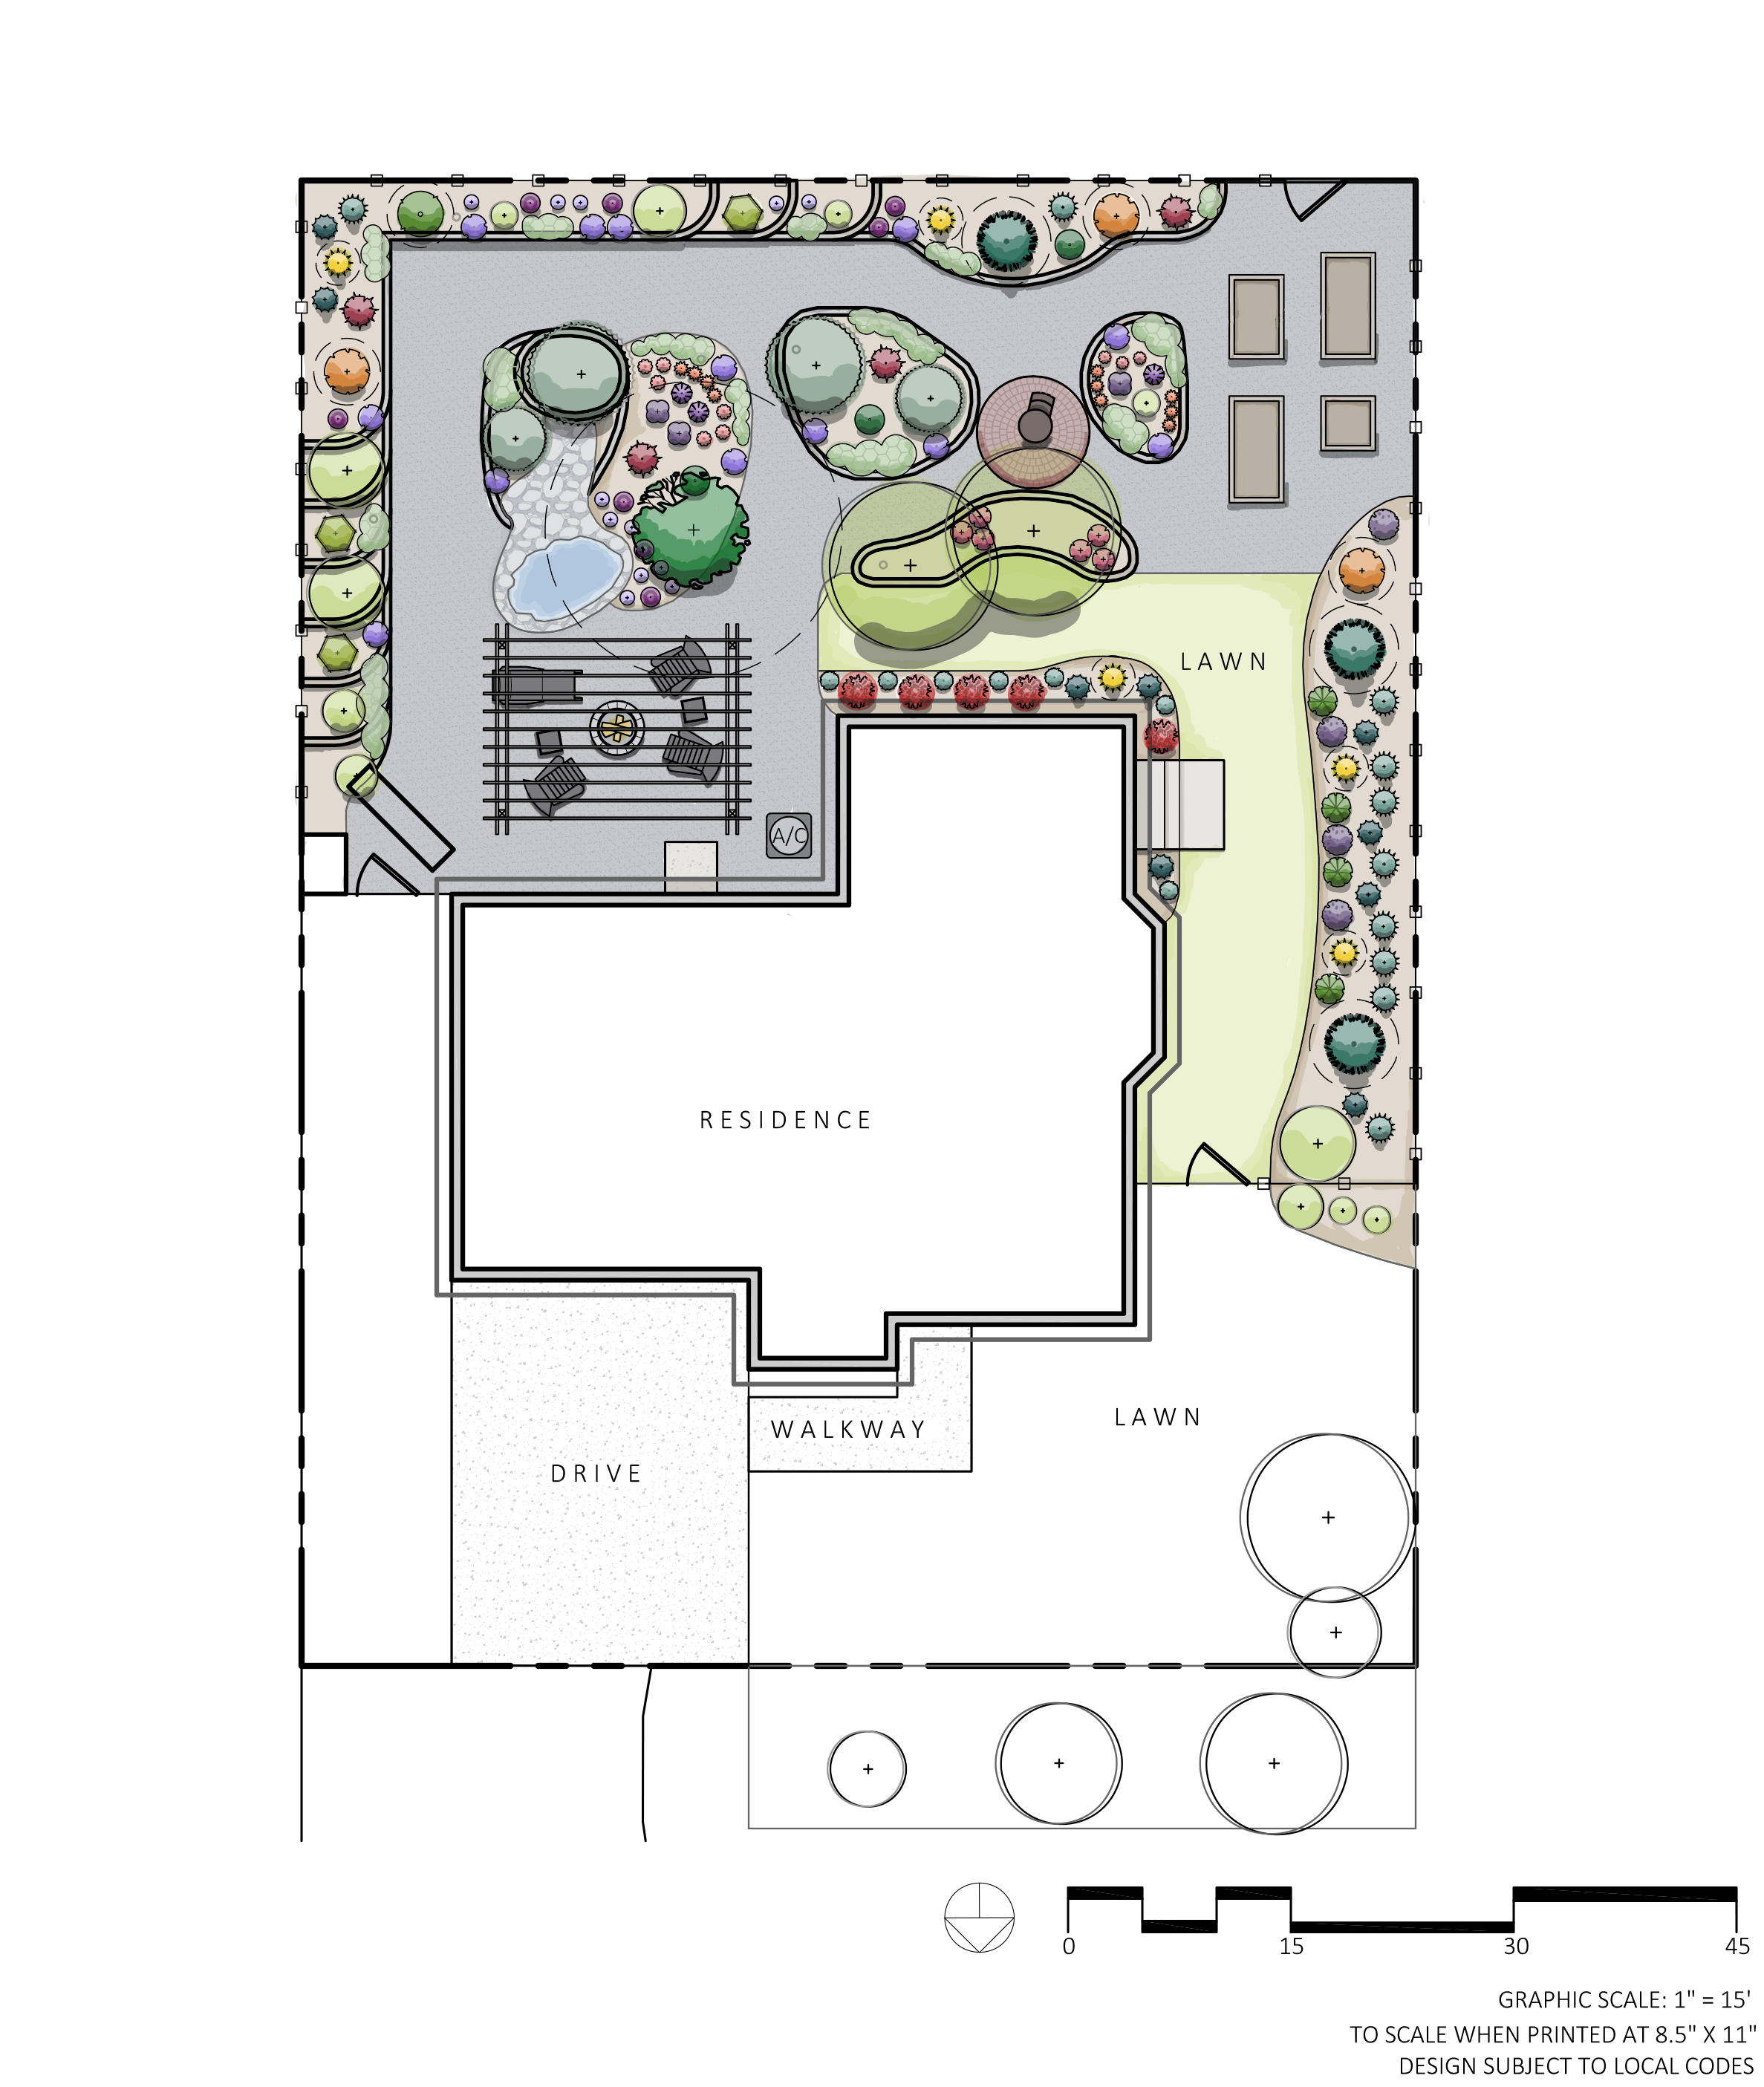 LAWN
A/C
RESIDENCE
LAWN
WALKWAY
DRIVE
0 15 30 45
GRAPHIC SCALE: 1" = 15'
TO SCALE WHEN PRINTED AT 8.5" X 11"
DESIGN SUBJECT TO LOCAL CODES